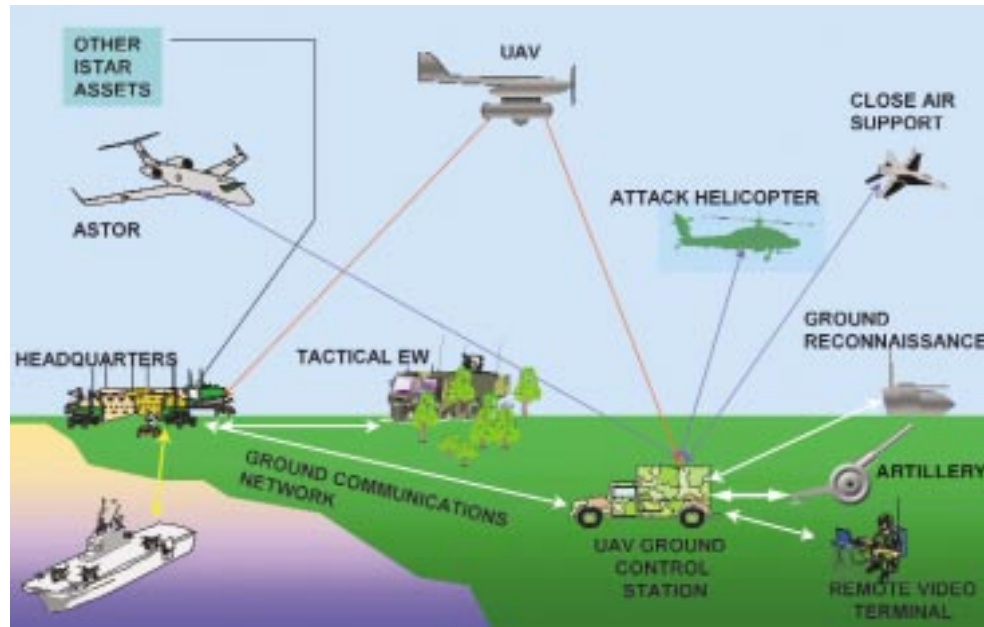 OTHER
ISTAR
ASSETS
UAV
CLOSE AIR
SUPPORT
ATTACK HELICOPTER
ASTOR
GROUND
RECONNAISSANCE
HEADQUARTERS
TACTICAL EW
GROUND COMMUNICATIONS
NETWORK
ARTILLERY
UAV GROUND
CONTROL
STATION
REMOTE VIDEO
TERMINAL